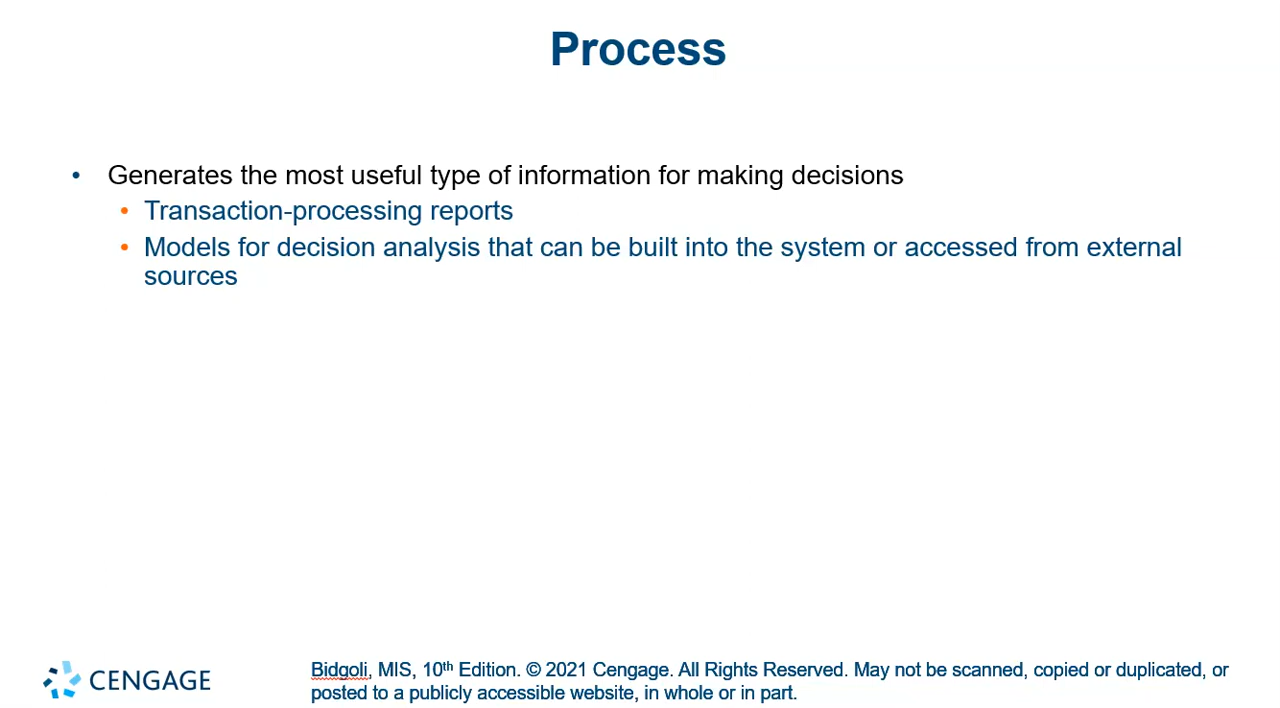 Process
• Generates the most useful type of information for making decisions
• Transaction-processing reports
• Models for decision analysis that can be built into the system or accessed from external
sources
CENGAGE
Bidgoli, MIS, 10th Edition. © 2021 Cengage. All Rights Reserved. May not be scanned, copied or duplicated, or
posted to a publicly accessible website, in whole or in part.